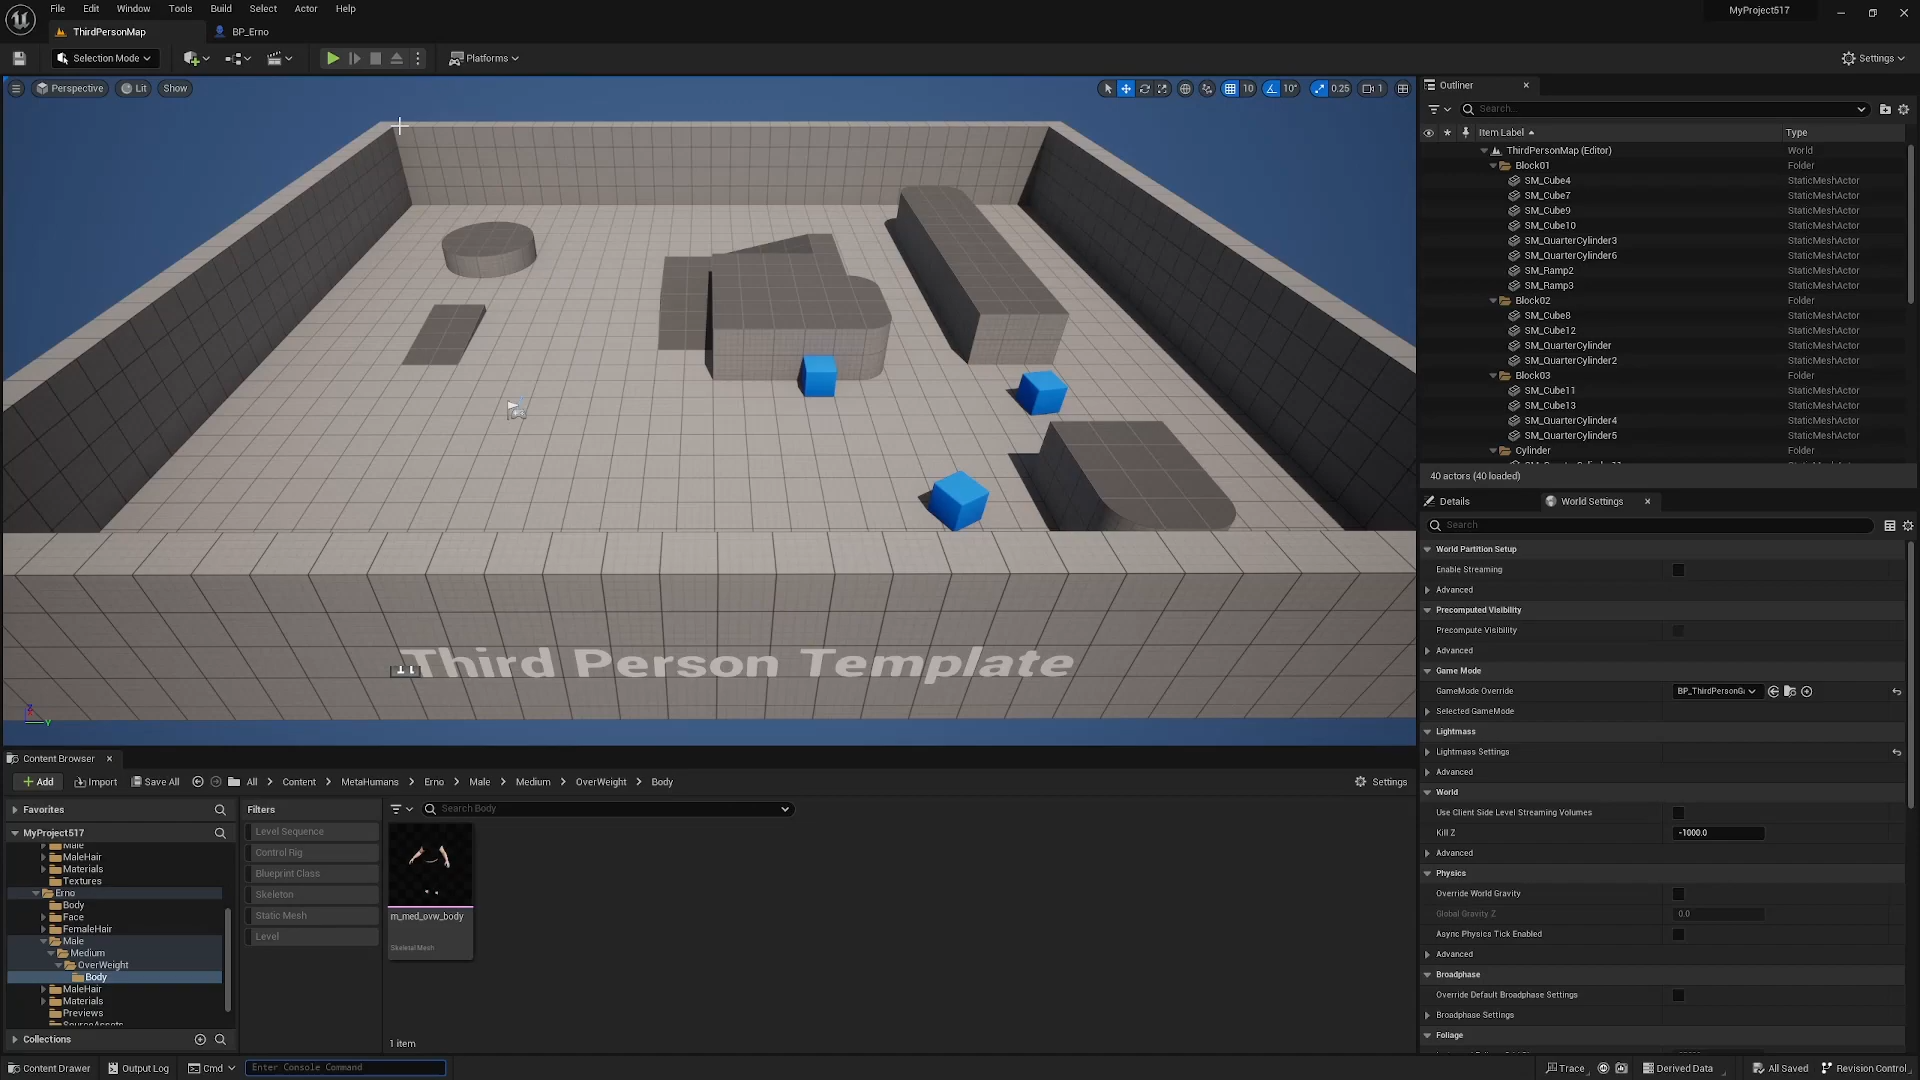 File Edit Window Tools Build Select Actor Help
MyProject517
ThirdPersonMap
BP_Erno
Selection Mode
Platforms
Settings
Perspective
Lit
Show
10
10°
0.25
1
Third Person Template
Outliner
Search...
Item Label
Type
ThirdPersonMap (Editor) World
Block01 Folder
SM_Cube4 StaticMeshActor
SM_Cube7 StaticMeshActor
SM_Cube9 StaticMeshActor
SM_Cube10 StaticMeshActor
SM_QuarterCylinder3 StaticMeshActor
SM_QuarterCylinder6 StaticMeshActor
SM_Ramp2 StaticMeshActor
SM_Ramp3 StaticMeshActor
Block02 Folder
SM_Cube8 StaticMeshActor
SM_Cube12 StaticMeshActor
SM_QuarterCylinder StaticMeshActor
SM_QuarterCylinder2 StaticMeshActor
Block03 Folder
SM_Cube11 StaticMeshActor
SM_Cube13 StaticMeshActor
SM_QuarterCylinder4 StaticMeshActor
SM_QuarterCylinder5 StaticMeshActor
Cylinder Folder
40 actors (40 loaded)
Details
World Settings
Search
World Partition Setup
Enable Streaming
Advanced
Precomputed Visibility
Precompute Visibility
Advanced
Game Mode
GameMode Override BP_ThirdPersonGa
Selected GameMode
Lightmass
Lightmass Settings
Advanced
World
Use Client Side Level Streaming Volumes
Kill Z -1000.0
Advanced
Physics
Override World Gravity
Global Gravity Z 0.0
Async Physics Tick Enabled
Advanced
Broadphase
Override Default Broadphase Settings
Broadphase Settings
Foliage
Content Browser
Add Import Save All All Content MetaHumans Erno Male Medium OverWeight Body Settings
Favorites
MyProject517
Male
MaleHair
Materials
Textures
Erno
Body
Face
FemaleHair
Male
Medium
OverWeight
Body
MaleHair
Materials
Previews
SourceAssets
Collections
Filters
Level Sequence
Control Rig
Blueprint Class
Skeleton
Static Mesh
Level
Search Body
m_med_ovw_body
Skeletal Mesh
1 item
Content Drawer
Output Log
Cmd
Enter Console Command
Trace
Derived Data
All Saved
Revision Control